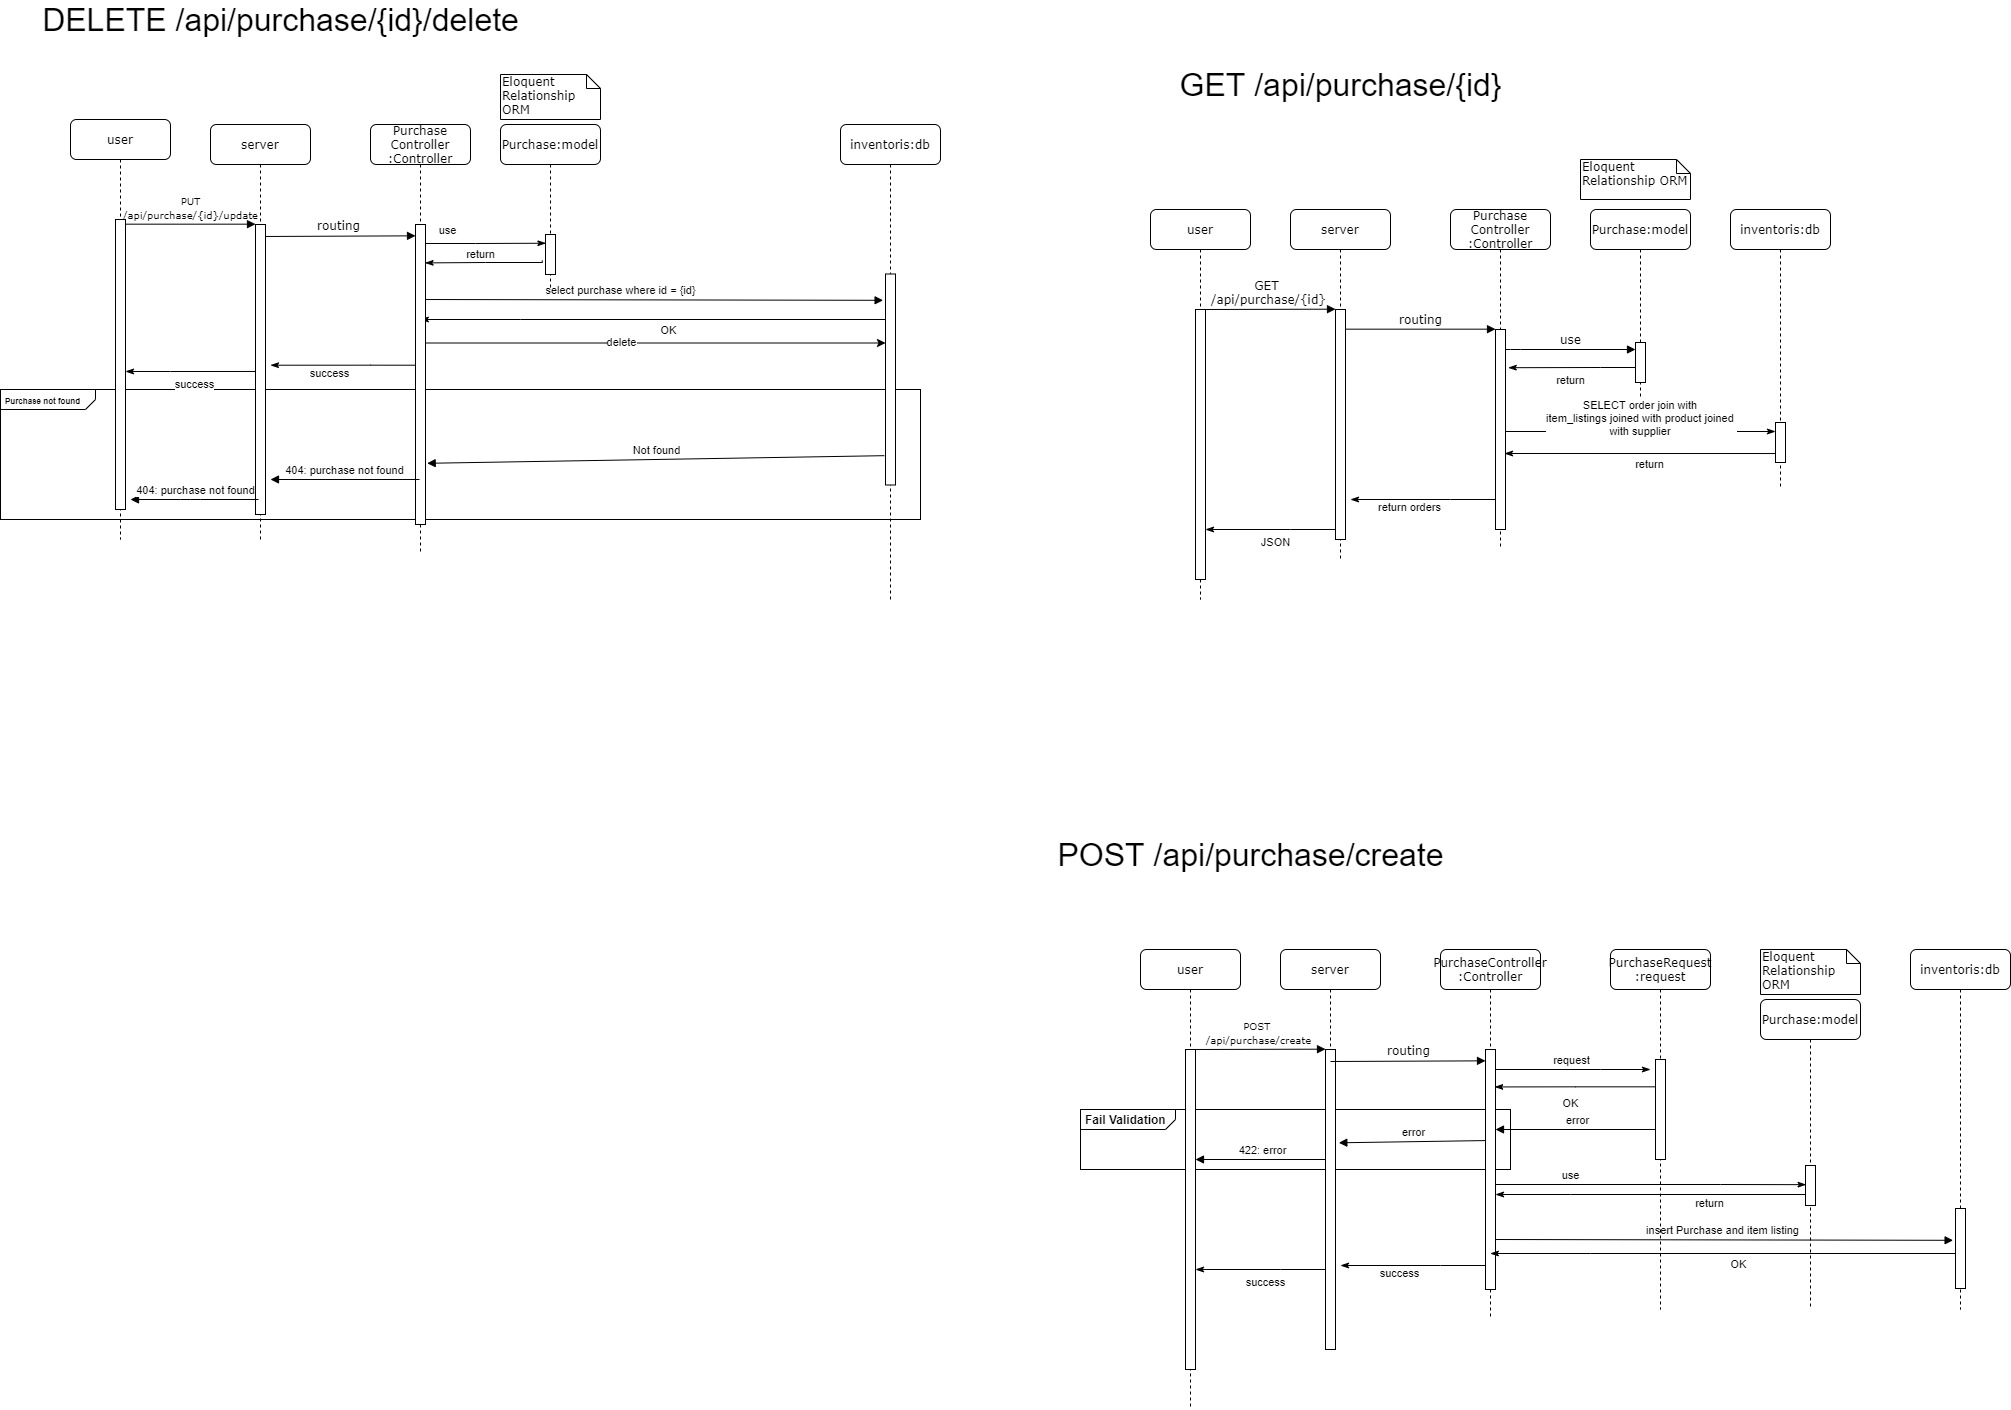 DELETE /api/purchase/{id}/delete
Eloquent
Relationship
ORM
user
server
Purchase
Controller
:Controller
Purchase:model
inventoris:db
PUT
/api/purchase/{id}/update
routing
use
return
select purchase where id = {id}
OK
delete
success
success
Purchase not found
Not found
404: purchase not found
404: purchase not found
GET /api/purchase/{id}
Eloquent
Relationship ORM
user
server
Purchase
Controller
:Controller
Purchase:model
inventoris:db
GET
/api/purchase/{id}
routing
use
return
SELECT order join with
item_listings joined with product joined
with supplier
return
return orders
JSON
POST /api/purchase/create
user
server
PurchaseController
:Controller
PurchaseRequest
:request
Eloquent
Relationship
ORM
Purchase:model
inventoris:db
POST
/api/purchase/create
routing
request
OK
Fail Validation
error
error
422: error
use
return
insert Purchase and item listing
OK
success
success